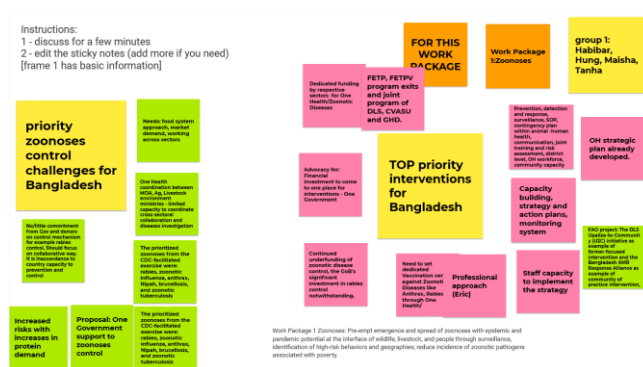 Instructions:
1 - discuss for a few minutes
2 - edit the sticky notes (add more if you need)
[frame 1 has basic information]
priority
zoonoses
control
challenges for
Bangladesh
Needs: food system
approach, market
demand, working
across sectors
One Health
coordination between
MOH, Ag, Livestock
environment
ministries - limited
capacity to coordinate
cross-sectoral
collaboration and
diseases investigation
No/little commitment
from Gov and donors
on control mechanism
for example rabies
control. Should focus
on collaborative way.
It is inaccordance to
country capacity to
prevention and
control
The prioritized
zoonoses from the
CDC-facilitated
exercise were:
rabies, zoonotic
influenza, anthrax,
Nipah, brucellosis,
and zoonotic
tuberculosis
Increased
risks with
increases in
protein
demand
Proposal: One
Government
support to
zoonoses
control
The prioritized
zoonoses from the
CDC-facilitated
exercise were: rabies,
zoonotic influenza,
anthrax, Nipah,
brucellosis, and
zoonotic tuberculosis
FOR THIS
WORK
PACKAGE
Work Package
1:Zoonoses
group 1:
Habibar,
Hung, Maisha,
Tanha
Dedicated funding
by respective
sectors for One
Health/Zoonotic
Diseases
FETP, FETPV
program exits
and joint
program of
DLS, CVASU
and GHD.
Advocacy for:
Financial
investment to come
to one place for
interventions - One
Government
TOP priority
interventions
for
Bangladesh
Prevention, detection
and response,
surveillance, SOP,
contingency plan
within animal -human
health,
communication, joint
training and risk
assessment, district
level, OH workforce,
community capacity
OH strategic
plan already
developed.
Capacity
building,
strategy and
action plans,
monitoring
system
FAO project: The DLS
Upazila to Community
(U2C) initiative as
example of
former-focused
intervention and
the Bangladesh AMR
Response Alliance as
example of community
of practice intervention,
Continued
underfunding of
zoonotic disease
control, the GoB's
significant
investment in
rabies control
notwithstanding.
Need to set
dedicated
Vaccination
against Zoonotic
Diseases like
Anthrax, Rabies
through One
Health/
Professional
approach
(Eric)
Staff capacity
to implement
the strategy
Work Package 1 Zoonoses: Pre-empt emergence and spread of zoonoses with epidemic and
pandemic potential at the interface of wildlife, livestock, and people through surveillance,
identification of high-risk behaviors and geographies; reduce incidence of zoonotic pathogens
associated with poverty.